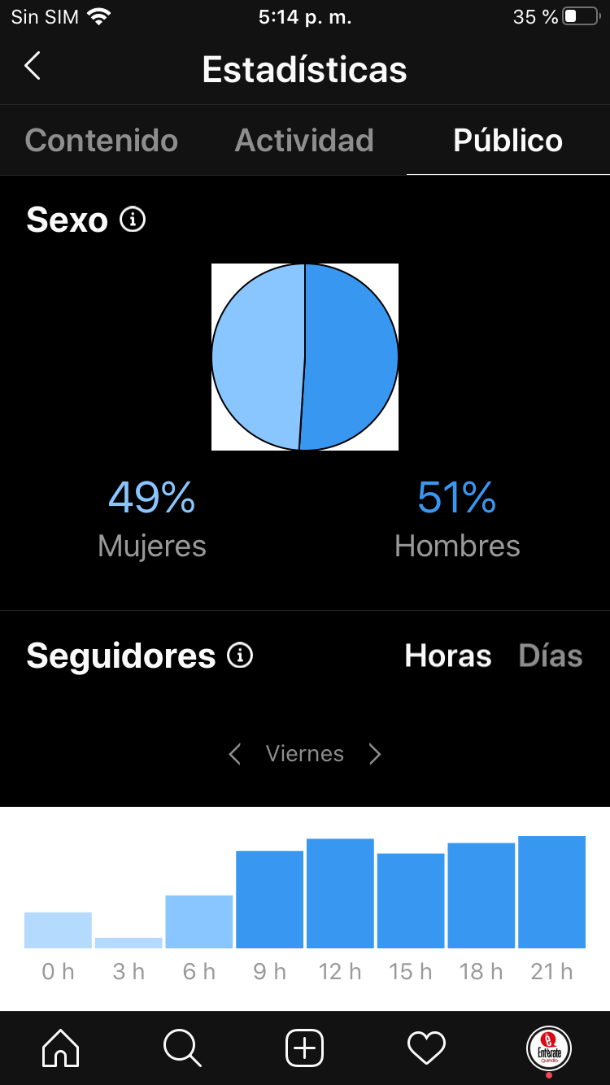 Sin SIM 5:14 p. m. 35 %
Estadísticas
Contenido Actividad Público
Sexo
49% 51%
Mujeres Hombres
Seguidores Horas Días
Viernes
0 h 3 h 6 h 9 h 12 h 15 h 18 h 21 h
Entérate